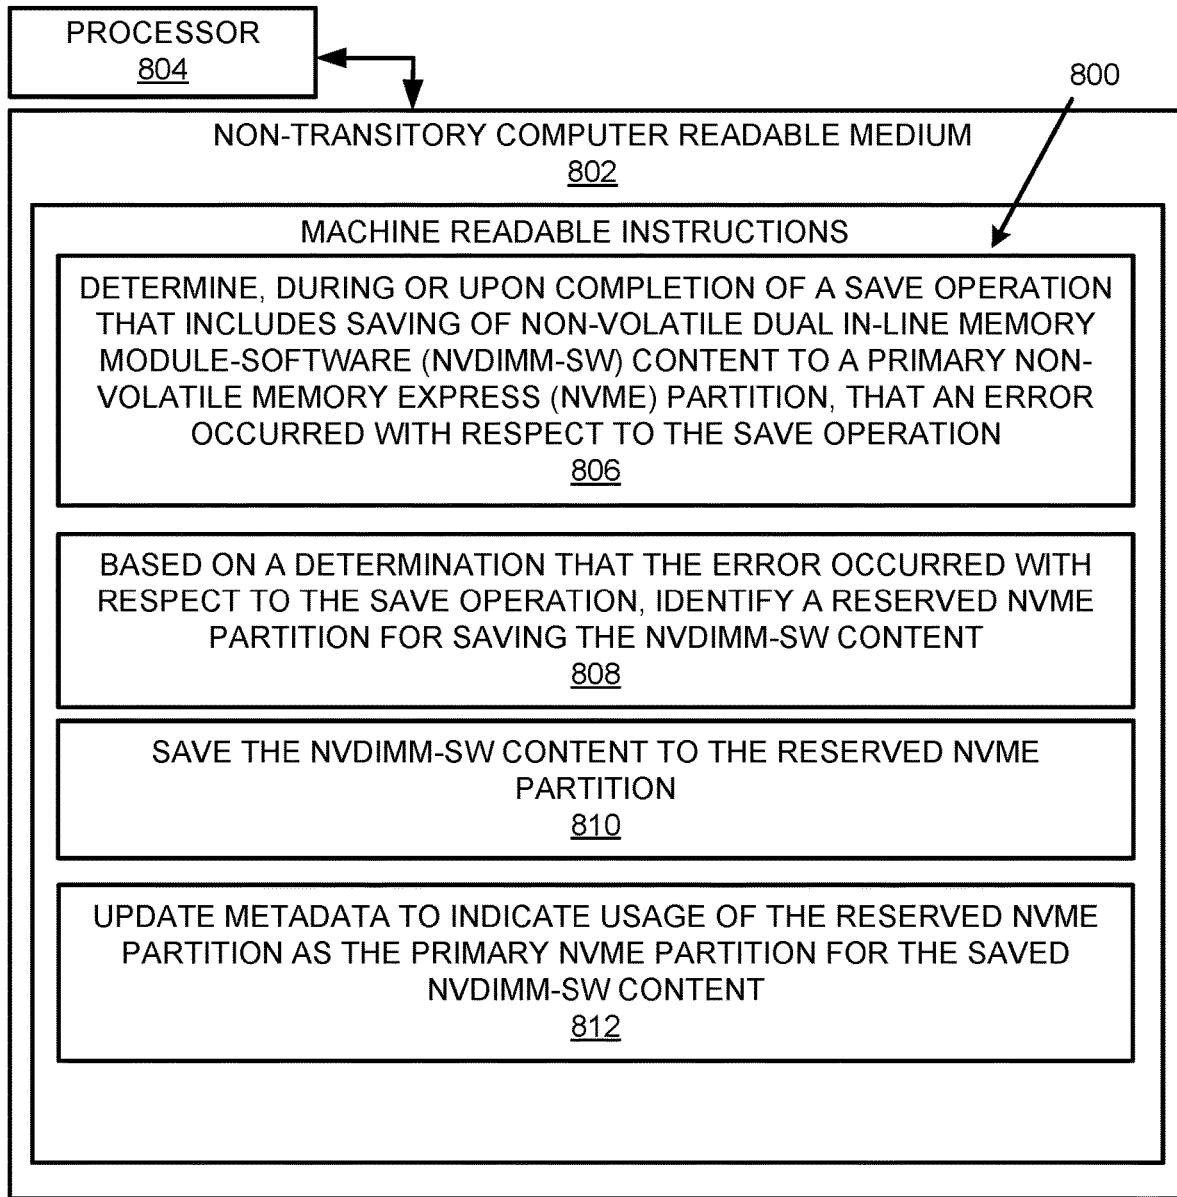 PROCESSOR
804
800
NON-TRANSITORY COMPUTER READABLE MEDIUM
802
MACHINE READABLE INSTRUCTIONS
DETERMINE, DURING OR UPON COMPLETION OF A SAVE OPERATION
THAT INCLUDES SAVING OF NON-VOLATILE DUAL IN-LINE MEMORY
MODULE-SOFTWARE (NVDIMM-SW) CONTENT TO A PRIMARY NON-
VOLATILE MEMORY EXPRESS (NVME) PARTITION, THAT AN ERROR
OCCURRED WITH RESPECT TO THE SAVE OPERATION
806
BASED ON A DETERMINATION THAT THE ERROR OCCURRED WITH
RESPECT TO THE SAVE OPERATION, IDENTIFY A RESERVED NVME
PARTITION FOR SAVING THE NVDIMM-SW CONTENT
808
SAVE THE NVDIMM-SW CONTENT TO THE RESERVED NVME
PARTITION
810
UPDATE METADATA TO INDICATE USAGE OF THE RESERVED NVME
PARTITION AS THE PRIMARY NVME PARTITION FOR THE SAVED
NVDIMM-SW CONTENT
812